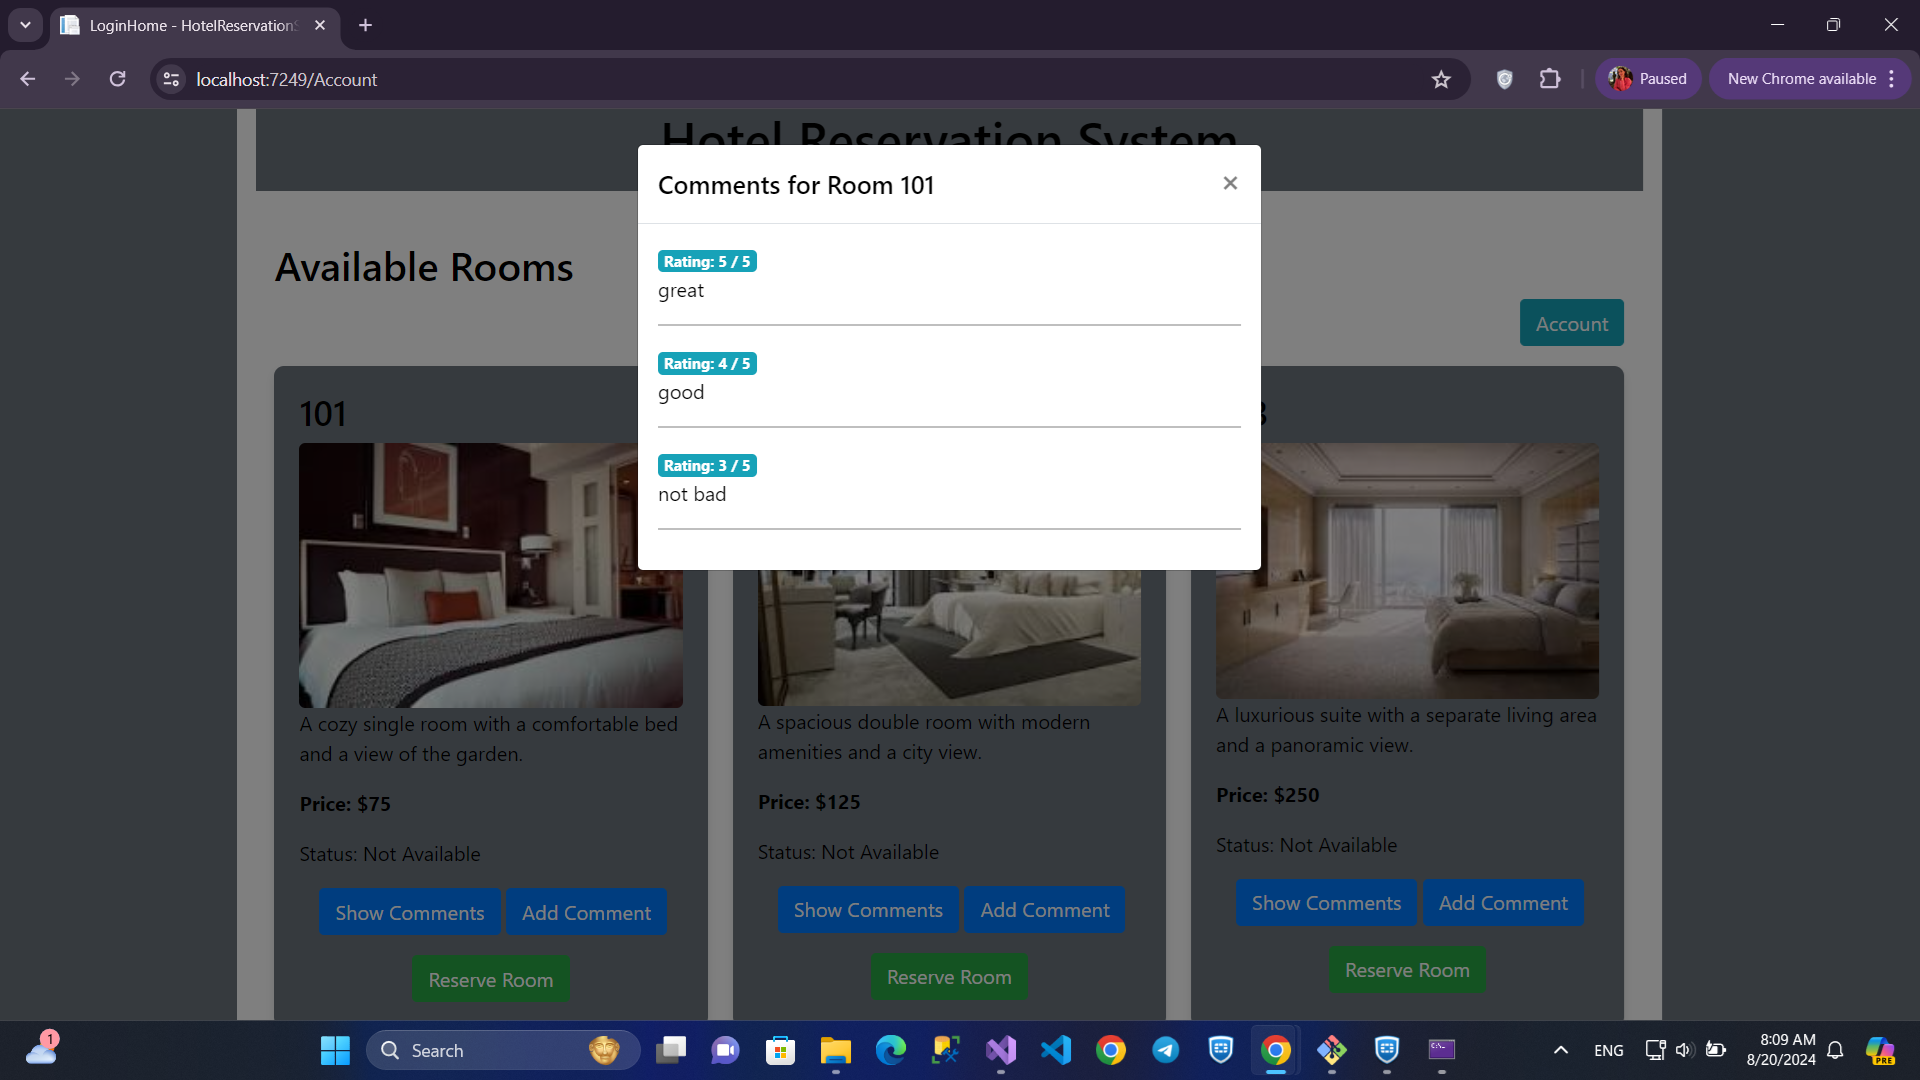 LoginHome - HotelReservationS
localhost:7249/Account
Paused
New Chrome available
Hotel Reservation System
Comments for Room 101
Rating: 5 / 5
great
Rating: 4 / 5
good
Rating: 3 / 5
not bad
Available Rooms
Account
101
A cozy single room with a comfortable bed
and a view of the garden.
Price: $75
Status: Not Available
Show Comments
Add Comment
Reserve Room
A spacious double room with modern
amenities and a city view.
Price: $125
Status: Not Available
Show Comments
Add Comment
Reserve Room
3
A luxurious suite with a separate living area
and a panoramic view.
Price: $250
Status: Not Available
Show Comments
Add Comment
Reserve Room
1
Search
ENG
8:09 AM
8/20/2024
PRE